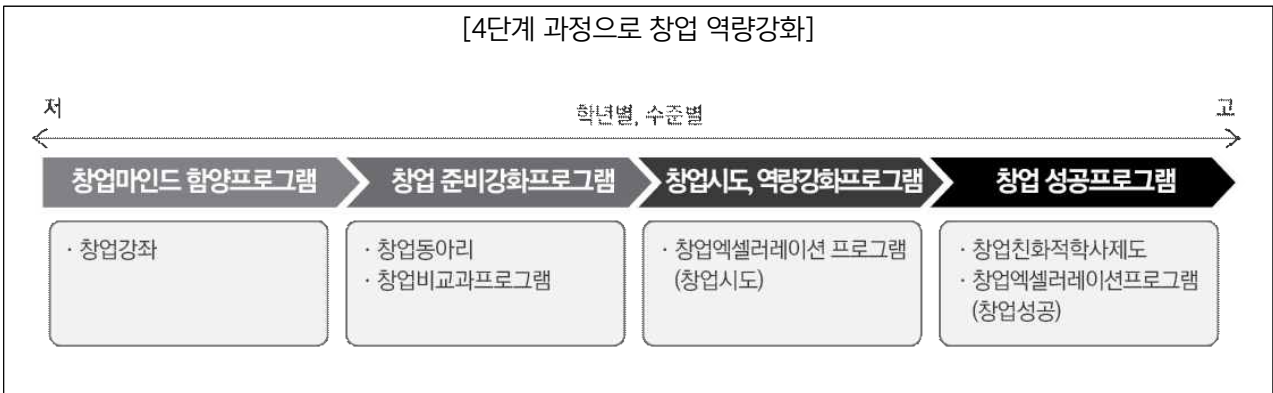 [4단계 과정으로 창업 역량강화]
저
학년별, 수준별
고
창업마인드 함양프로그램
창업 준비강화프로그램
창업시도, 역량강화프로그램
창업 성공프로그램
· 창업강좌
· 창업동아리
· 창업비교과프로그램
· 창업엑셀러레이션 프로그램
(창업시도)
· 창업친화적학사제도
· 창업엑셀러레이션프로그램
(창업성공)